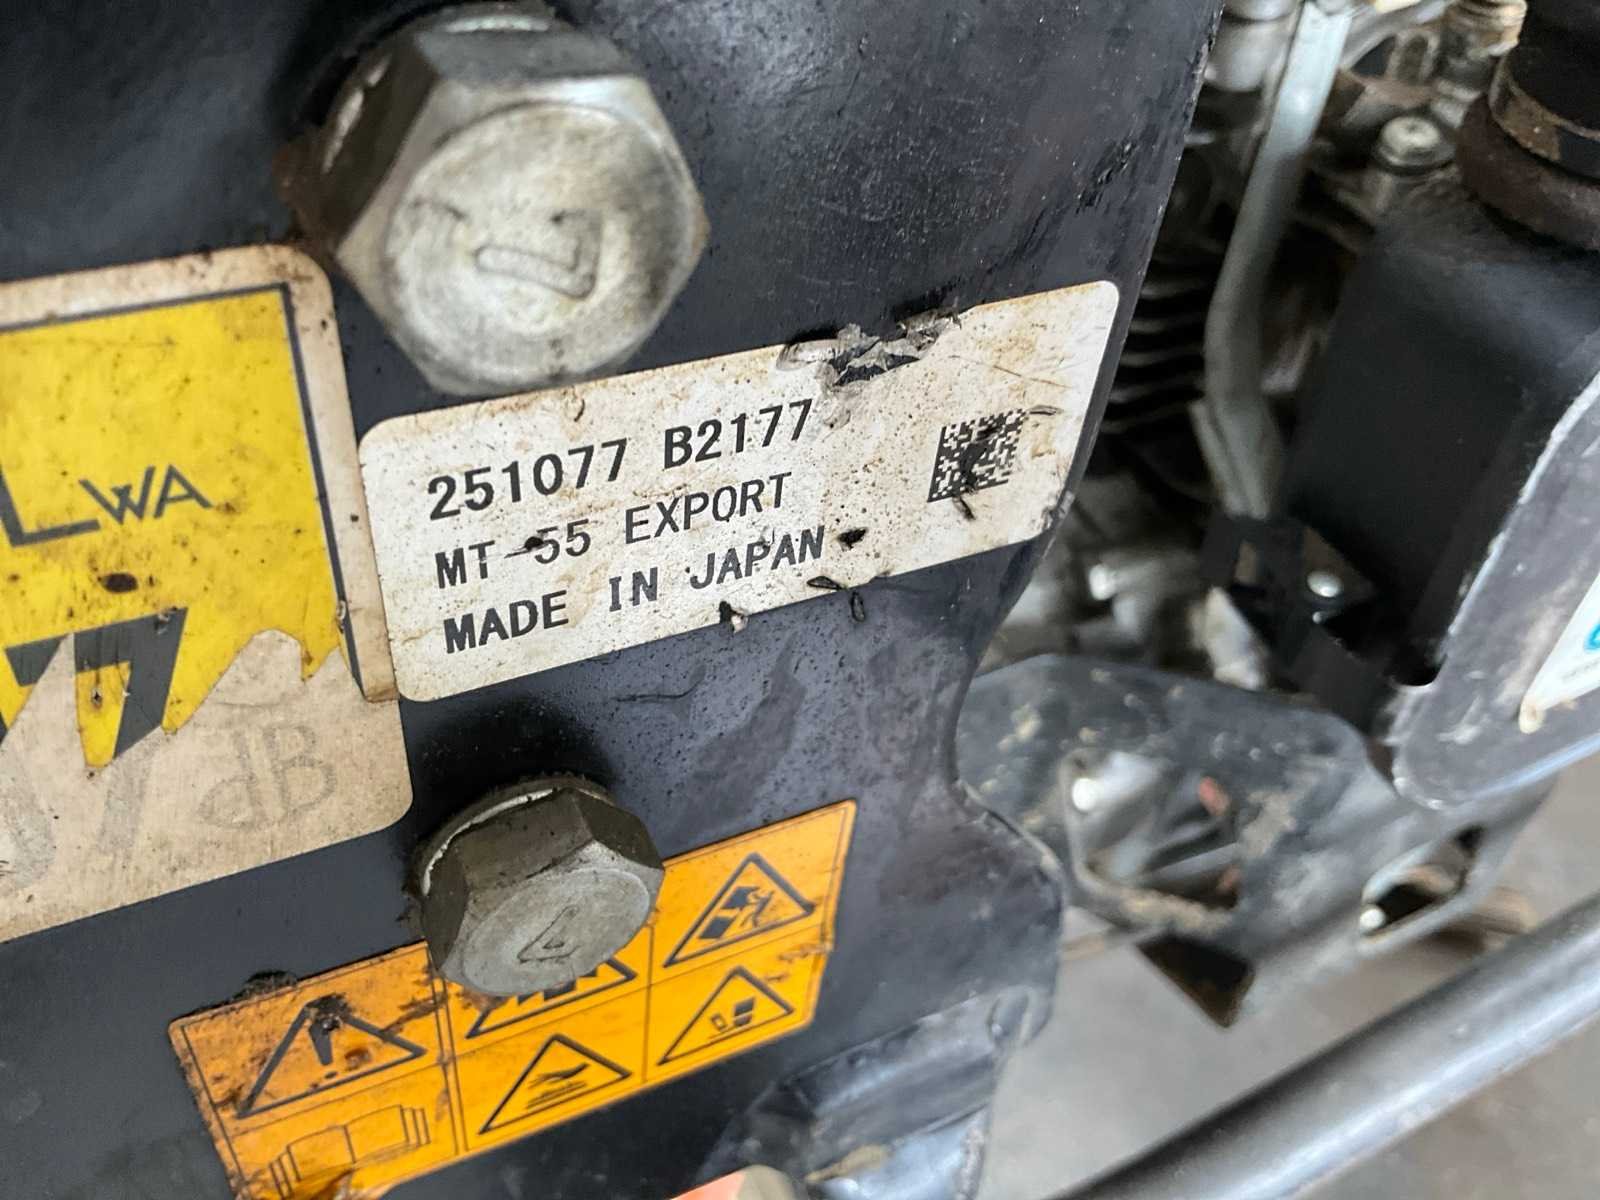 LWA
251077 B2177
MT-55 EXPORT
MADE IN JAPAN
dB